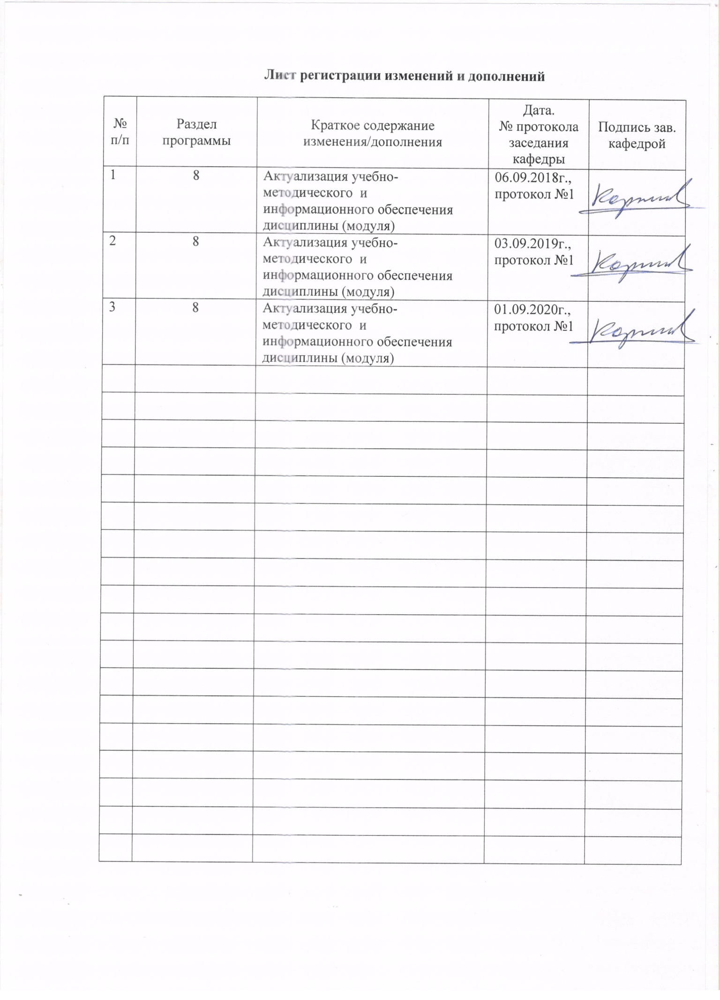 Лист регистрации изменений и дополнений
№
п/п
Раздел
программы
Краткое содержание
изменения/дополнения
Дата.
№ протокола
заседания
кафедры
Подпись зав.
кафедрой
1
8
Актуализация учебно-
методического и
информационного обеспечения
дисциплины (модуля)
06.09.2018г.,
протокол №1
2
8
Актуализация учебно-
методического и
информационного обеспечения
дисциплины (модуля)
03.09.2019г.,
протокол №1
3
8
Актуализация учебно-
методического и
информационного обеспечения
дисциплины (модуля)
01.09.2020г.,
протокол №1